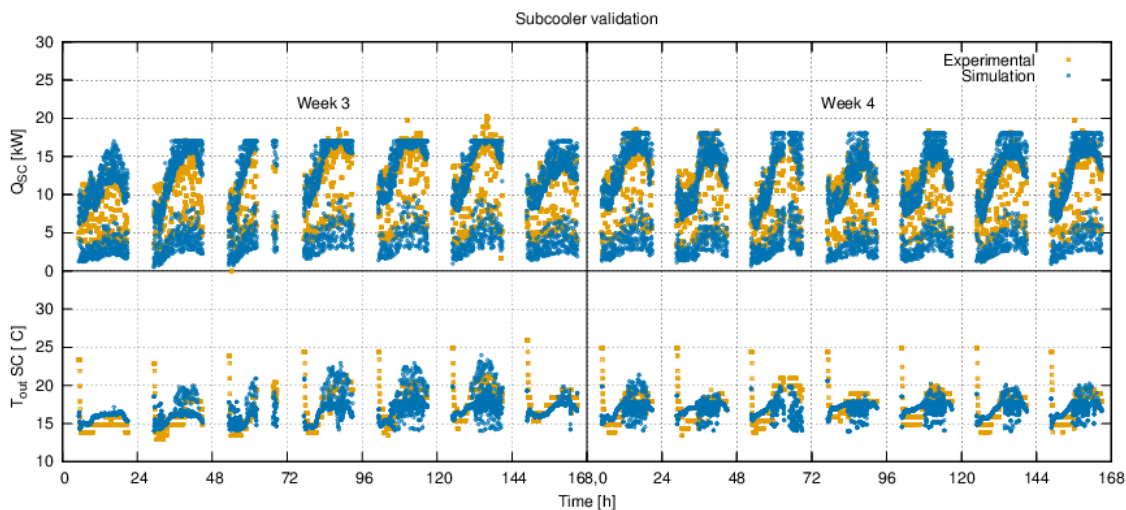 Subcooler validation
30
25
20
15
10
5
0
Q_SC [kW]
Week 3
Week 4
Experimental
Simulation
30
25
20
15
10
T_out SC [ C]
0 24 48 72 96 120 144 168,0 24 48 72 96 120 144 168
Time [h]